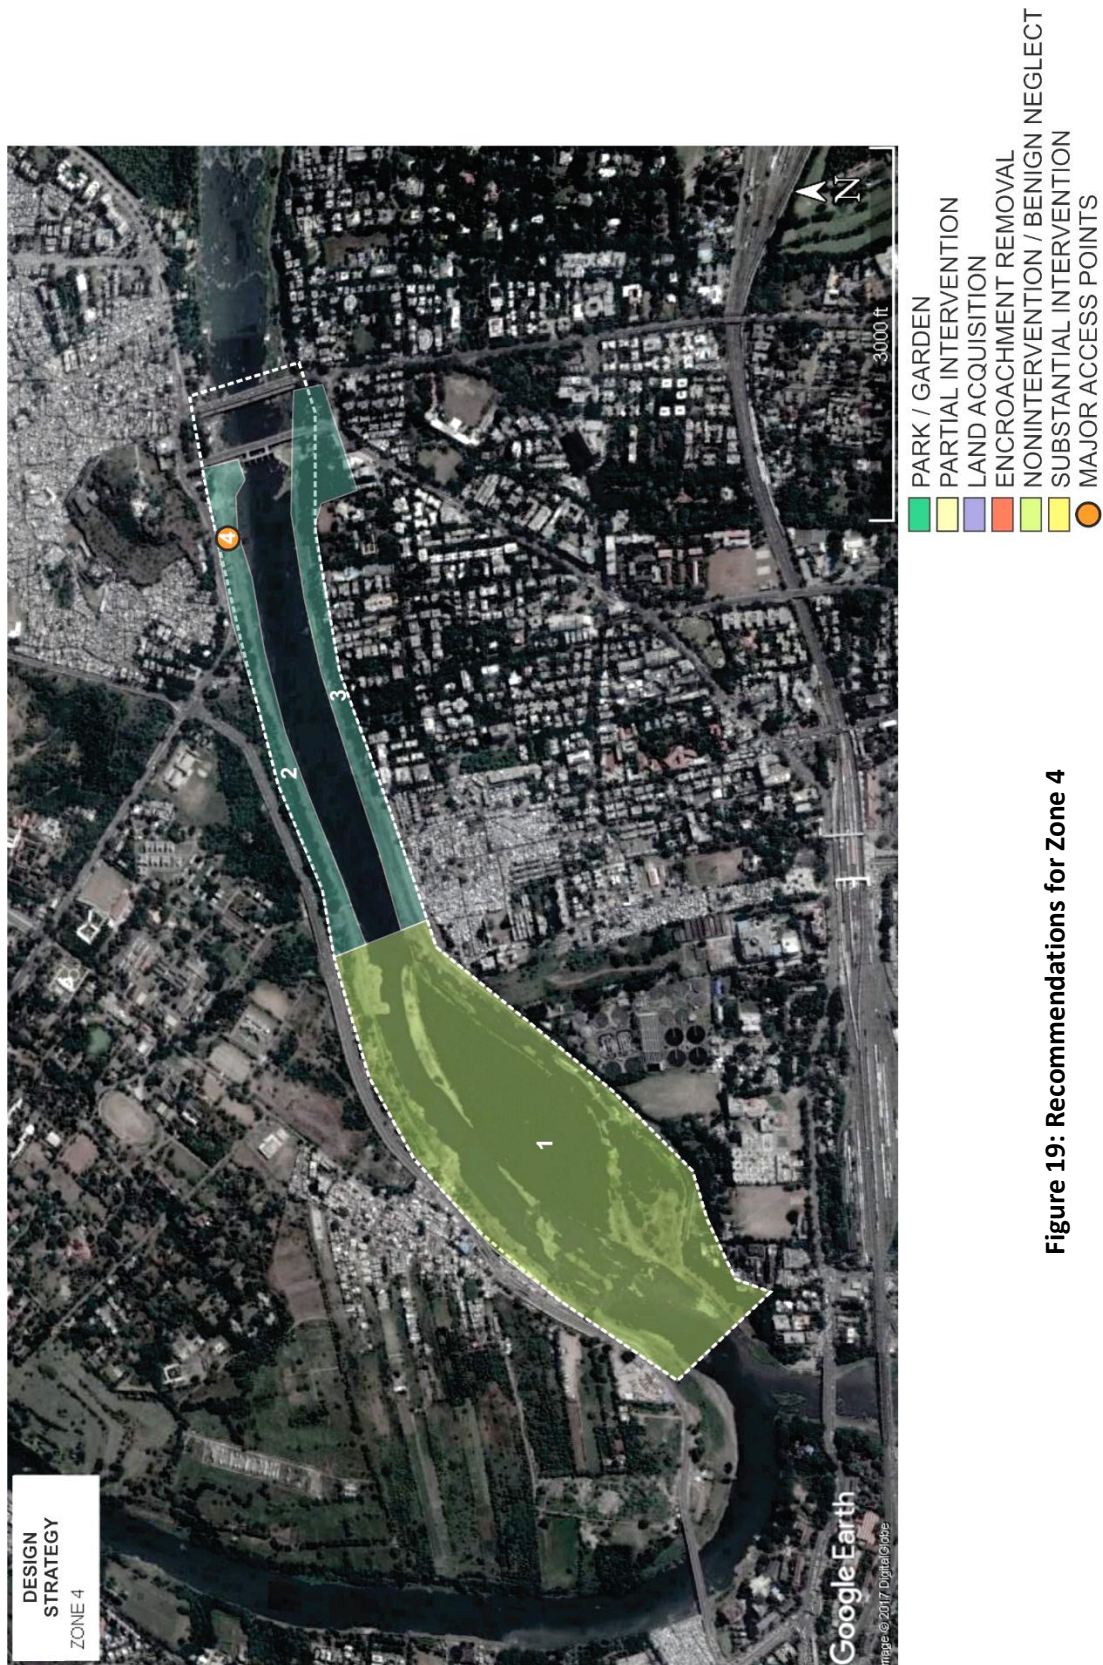 DESIGN
STRATEGY
ZONE 4
1
2
3
4
N
3000 ft
Google Earth
Image © 2017 DigitalGlobe
PARK / GARDEN
PARTIAL INTERVENTION
LAND ACQUISITION
ENCROACHMENT REMOVAL
NONINTERVENTION / BENIGN NEGLECT
SUBSTANTIAL INTERVENTION
MAJOR ACCESS POINTS
Figure 19: Recommendations for Zone 4